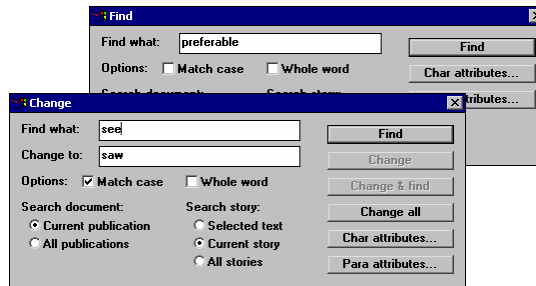 Find
Find what: preferable
Find
Options: Match case Whole word
Char attributes...
Change
Find what: see
Find
Change to: saw
Change
Options: Match case Whole word
Change & find
Search document: Search story:
Change all
Current publication Selected text
All publications Current story
Char attributes...
All stories
Para attributes...